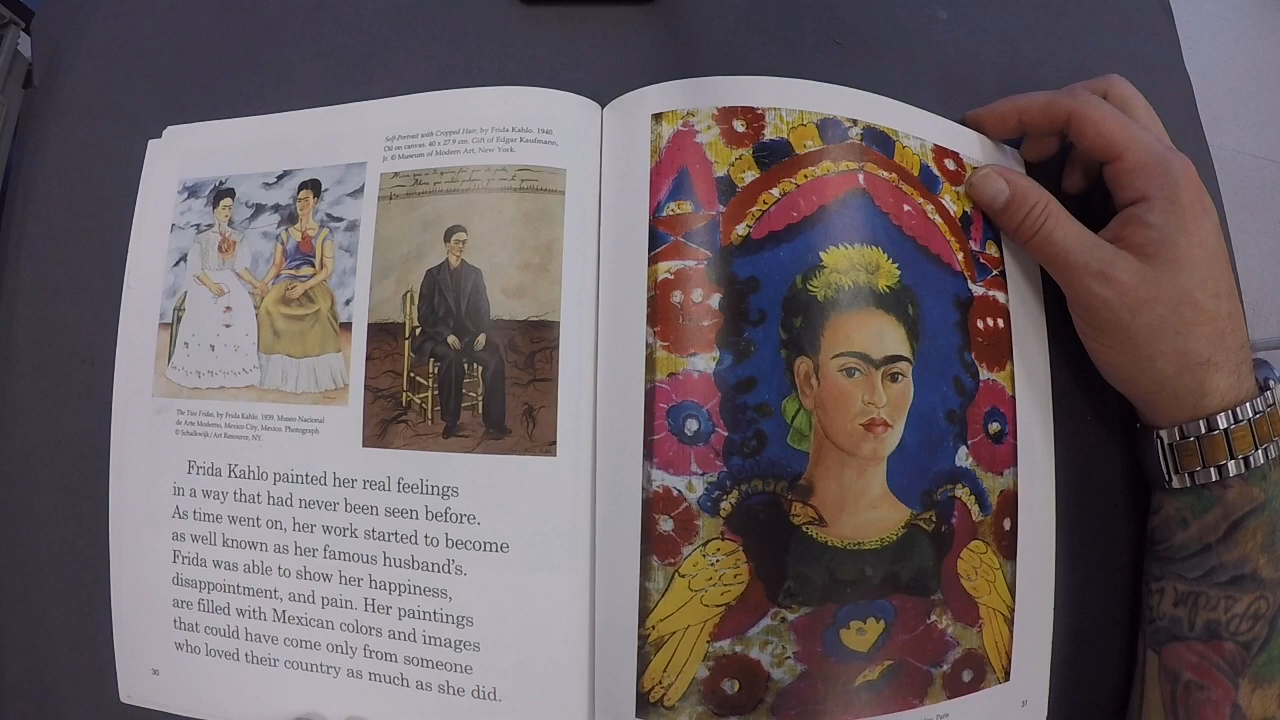 Self-Portrait with Cropped Hair, by Frida Kahlo. 1940.
Oil on canvas. 40 x 27.9 cm. Gift of Edgar Kaufmann,
Jr. © Museum of Modern Art, New York.
The Two Fridas, by Frida Kahlo. 1939. Museo Nacional
de Arte Moderno, Mexico City, Mexico. Photograph
© Schalkwijk/Art Resource, NY.
Frida Kahlo painted her real feelings
in a way that had never been seen before.
As time went on, her work started to become
as well known as her famous husband's.
Frida was able to show her happiness,
disappointment, and pain. Her paintings
are filled with Mexican colors and images
that could have come only from someone
who loved their country as much as she did.
30
Paris
31